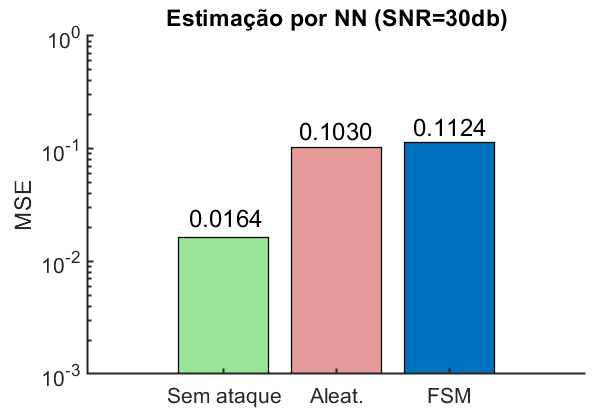 Estimação por NN (SNR=30db)
10^0
10^-1
10^-2
10^-3
MSE
0.0164
0.1030
0.1124
Sem ataque
Aleat.
FSM